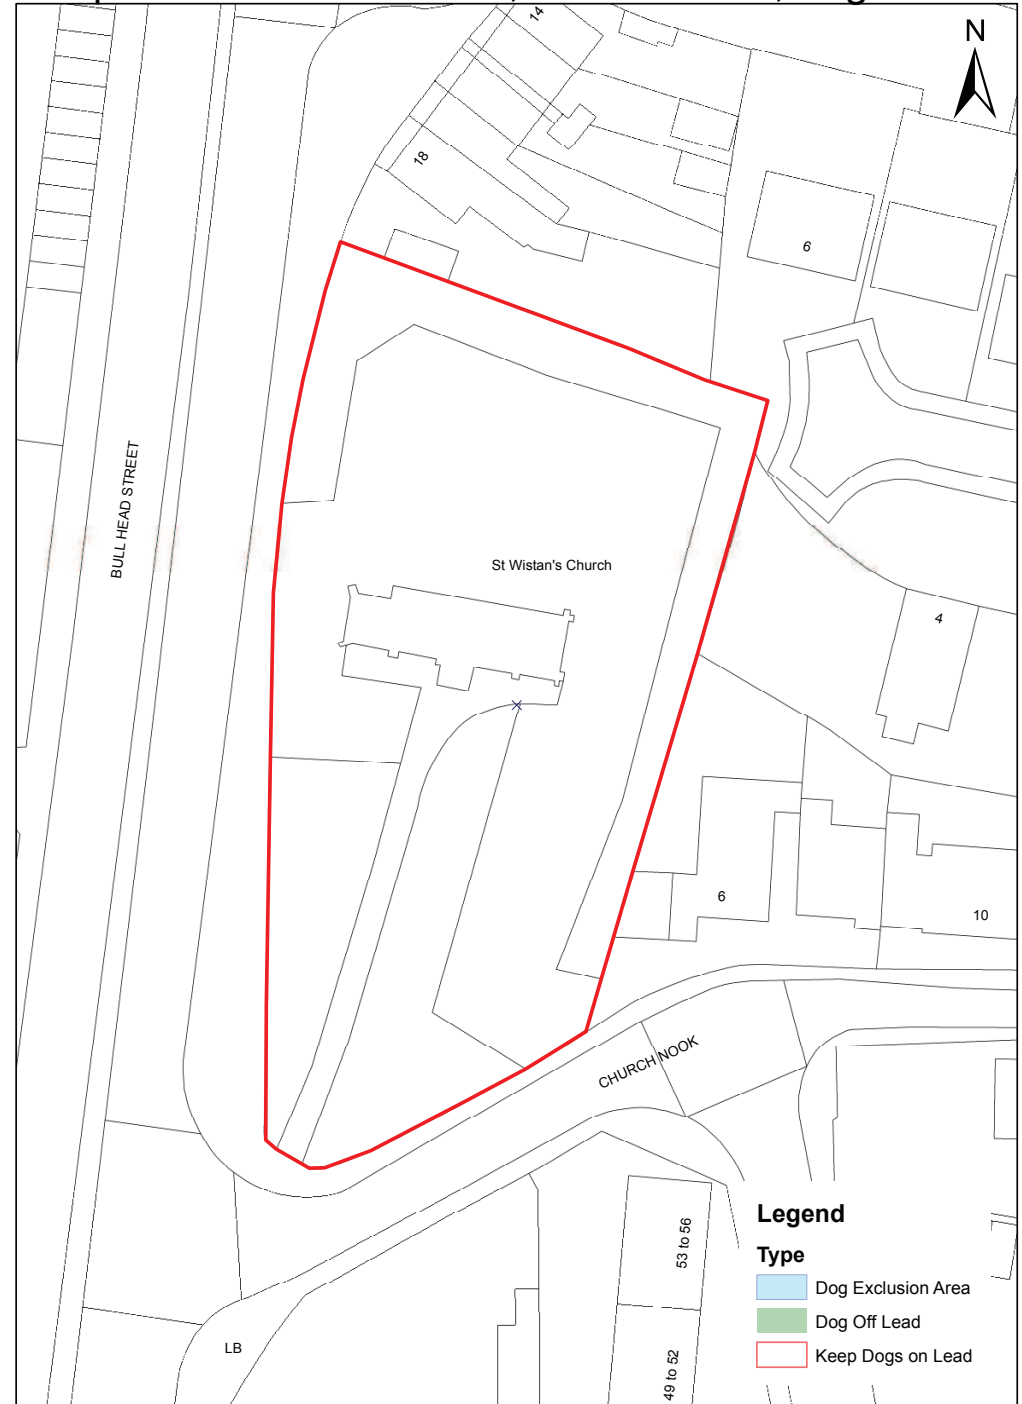 N
14
18
6
BULL HEAD STREET
St Wistan's Church
4
6
10
CHURCH NOOK
53 to 56
49 to 52
LB
Legend
Type
Dog Exclusion Area
Dog Off Lead
Keep Dogs on Lead